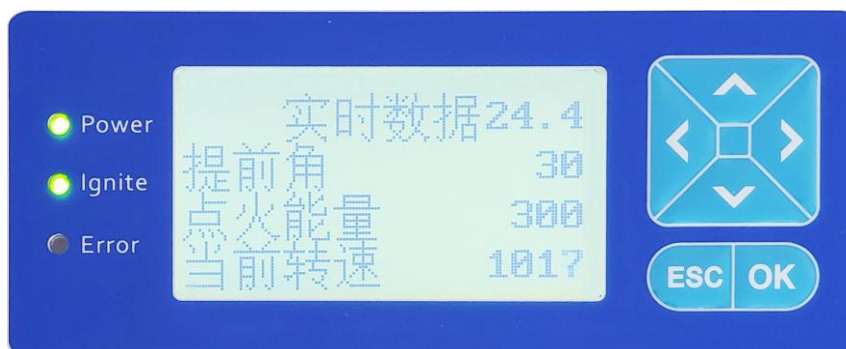 Power
Ignite
Error
实时数据24.4
提前角 30
点火能量 300
当前转速 1017
ESC OK